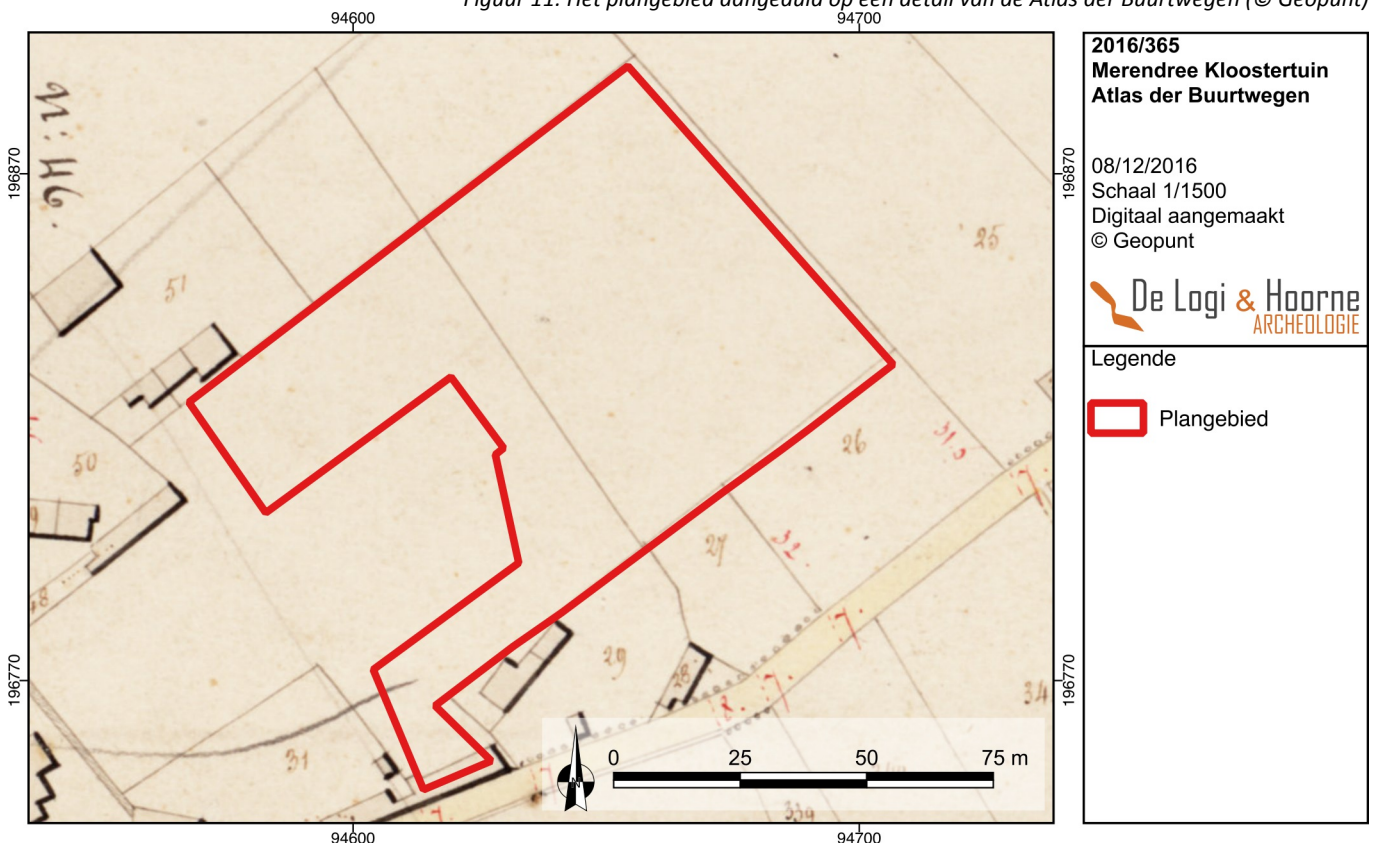 Figuur 11. Het plangebied aangeduid op een detail van de Atlas der Buurtwegen (© Geopunt)
94600
94700
196870
196870
196770
196770
94600
94700
51
50
48
31
25
26
27
29
28
34
32
0 25 50 75 m
N
2016/365
Merendree Kloostertuin
Atlas der Buurtwegen
08/12/2016
Schaal 1/1500
Digitaal aangemaakt
© Geopunt
De Logi & Hoorne
ARCHEOLOGIE
Legende
Plangebied